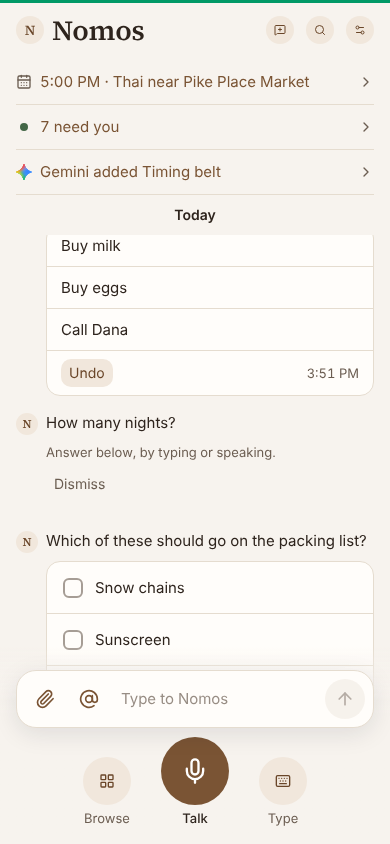 N Nomos
5:00 PM · Thai near Pike Place Market
7 need you
Gemini added Timing belt
Today
Buy milk
Buy eggs
Call Dana
Undo 3:51 PM
N How many nights?
Answer below, by typing or speaking.
Dismiss
N Which of these should go on the packing list?
Snow chains
Sunscreen
Type to Nomos
Browse Talk Type